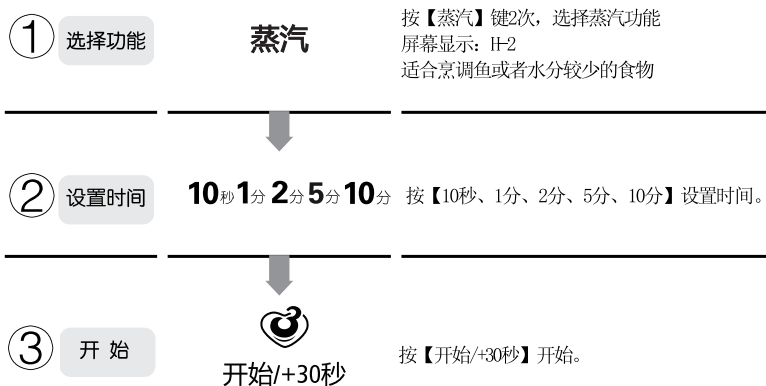 ① 选择功能
蒸汽
按【蒸汽】键2次，选择蒸汽功能
屏幕显示：H-2
适合烹调鱼或者水分较少的食物
② 设置时间
10秒 1分 2分 5分 10分
按【10秒、1分、2分、5分、10分】设置时间。
③ 开 始
开始/+30秒
按【开始/+30秒】开始。